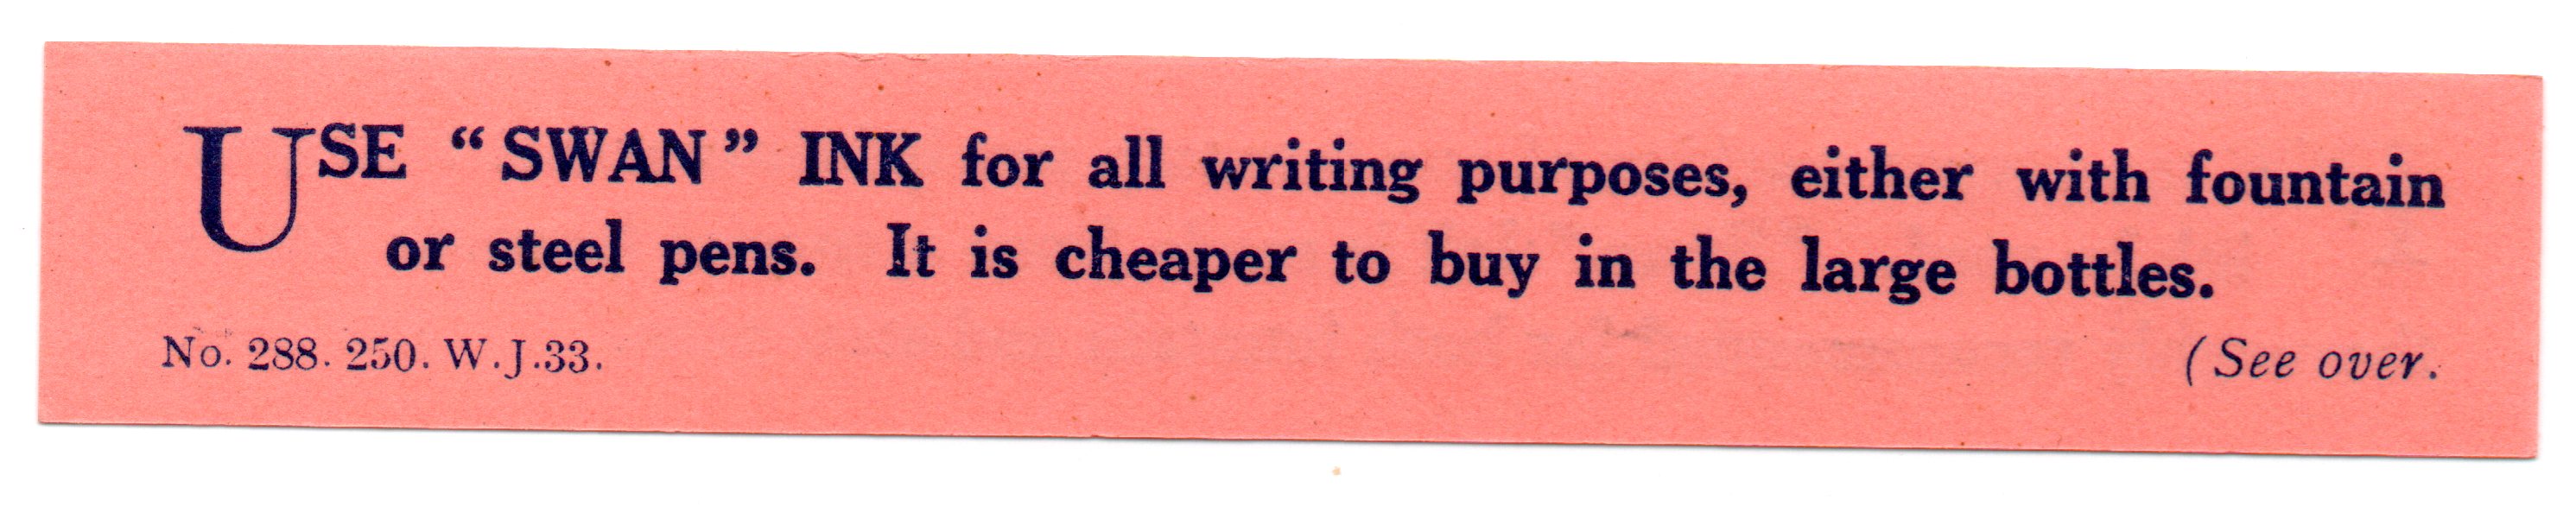 USE “SWAN” INK for all writing purposes, either with fountain
or steel pens. It is cheaper to buy in the large bottles.
No. 288. 250. W.J.33.
(See over.